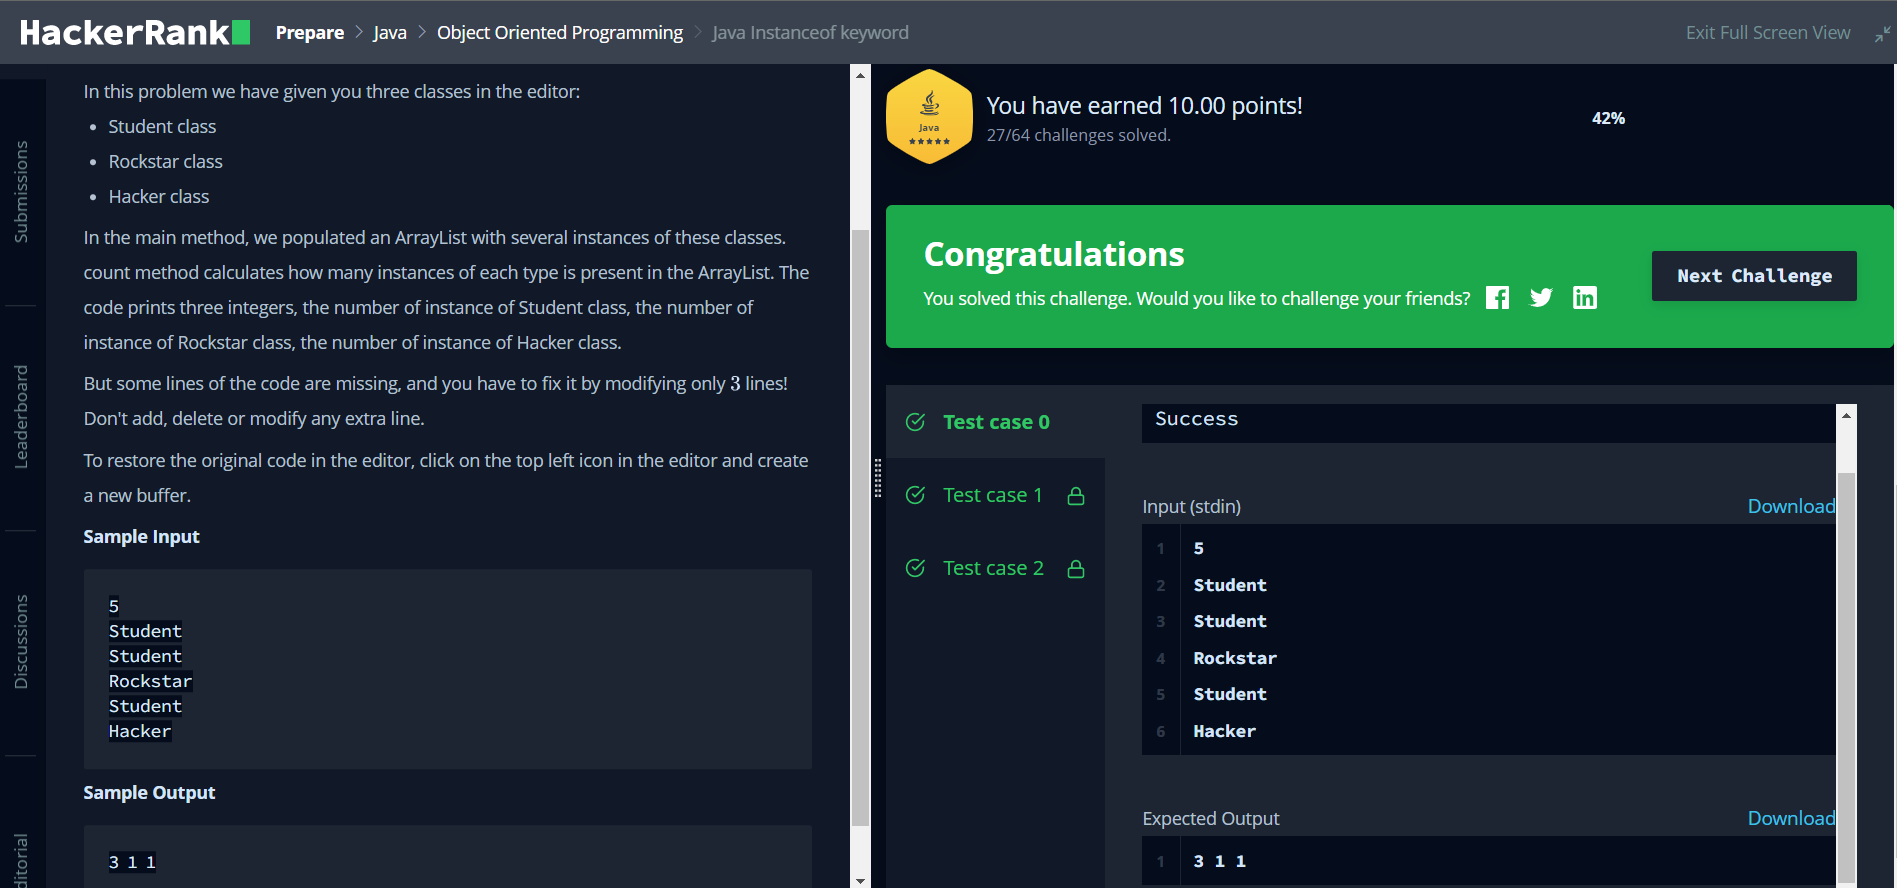 HackerRank
Prepare > Java > Object Oriented Programming > Java Instanceof keyword
Exit Full Screen View
Submissions
Leaderboard
Discussions
ditorial
In this problem we have given you three classes in the editor:
• Student class
• Rockstar class
• Hacker class
In the main method, we populated an ArrayList with several instances of these classes.
count method calculates how many instances of each type is present in the ArrayList. The
code prints three integers, the number of instance of Student class, the number of
instance of Rockstar class, the number of instance of Hacker class.
But some lines of the code are missing, and you have to fix it by modifying only 3 lines!
Don't add, delete or modify any extra line.
To restore the original code in the editor, click on the top left icon in the editor and create
a new buffer.
Sample Input
5
Student
Student
Rockstar
Student
Hacker
Sample Output
3 1 1
Java
You have earned 10.00 points!
27/64 challenges solved.
42%
Congratulations
You solved this challenge. Would you like to challenge your friends?
Next Challenge
Test case 0
Test case 1
Test case 2
Success
Input (stdin)
Download
1 5
2 Student
3 Student
4 Rockstar
5 Student
6 Hacker
Expected Output
Download
1 3 1 1